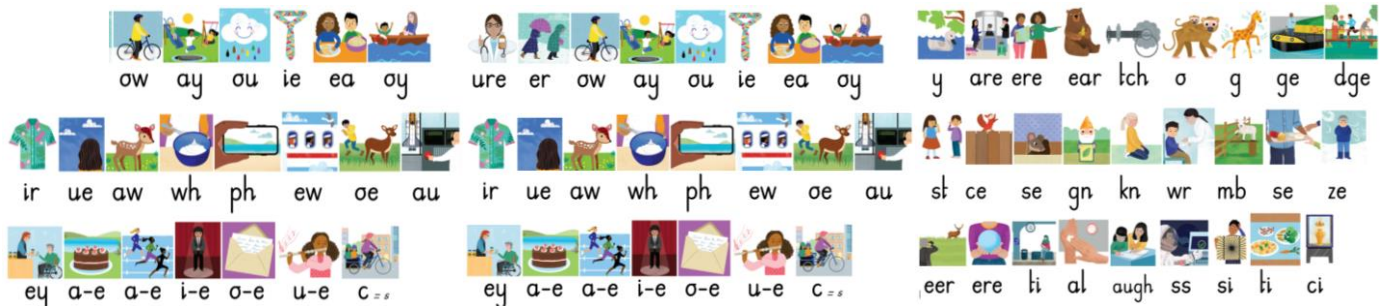 ow ay ou ie ea oy
ir ue aw wh ph ew oe au
ey a-e a-e i-e o-e u-e c = s
ure er ow ay ou ie ea oy
ir ue aw wh ph ew oe au
ey a-e a-e i-e o-e u-e c = s
y are ere ear tch o g ge dge
st ce se gn kn wr mb se ze
eer ere ti al augh ss si ti ci